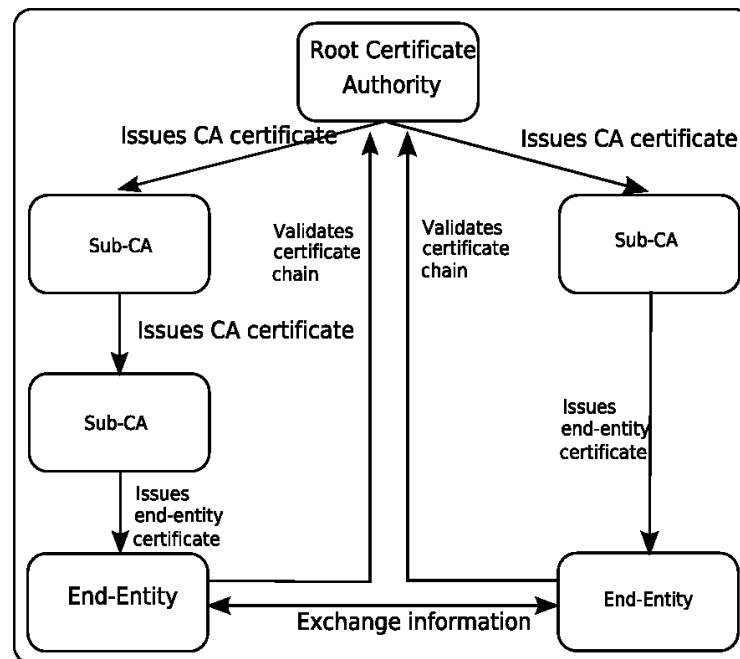 Root Certificate
Authority
Issues CA certificate
Issues CA certificate
Sub-CA
Validates
certificate
chain
Validates
certificate
chain
Sub-CA
Issues CA certificate
Sub-CA
Issues
end-entity
certificate
Issues
end-entity
certificate
End-Entity
Exchange information
End-Entity